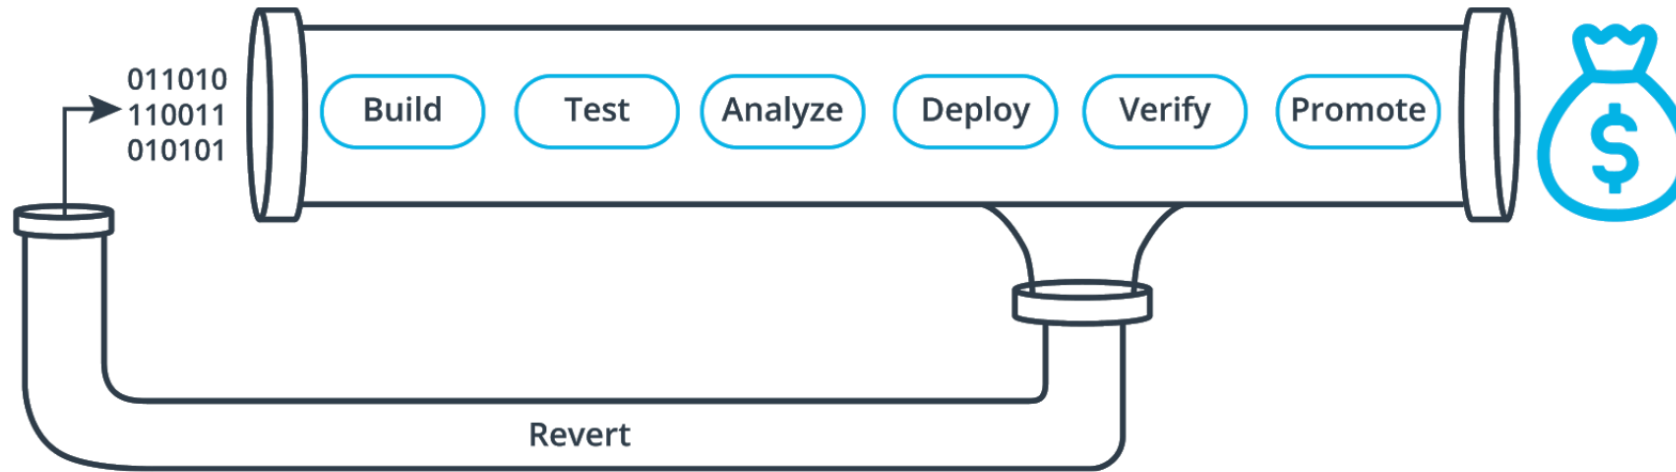 011010
110011
010101
Build
Test
Analyze
Deploy
Verify
Promote
$
Revert